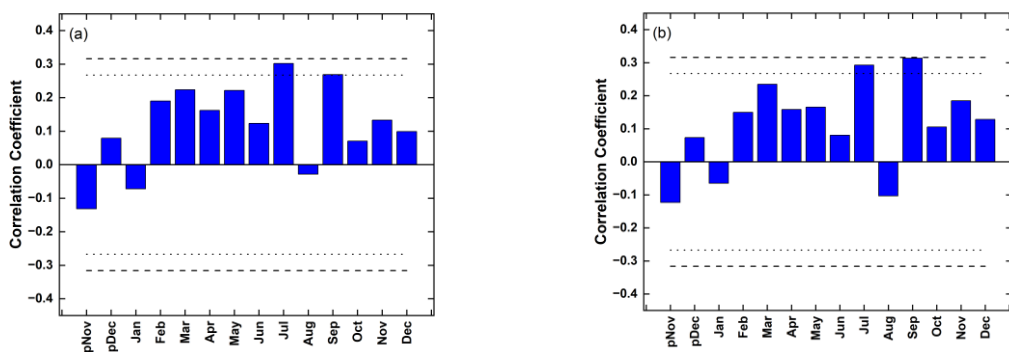 (a)
Correlation Coefficient
0.4
0.3
0.2
0.1
0.0
−0.1
−0.2
−0.3
−0.4
pNov
pDec
Jan
Feb
Mar
Apr
May
Jun
Jul
Aug
Sep
Oct
Nov
Dec
(b)
Correlation Coefficient
0.4
0.3
0.2
0.1
0.0
−0.1
−0.2
−0.3
−0.4
pNov
pDec
Jan
Feb
Mar
Apr
May
Jun
Jul
Aug
Sep
Oct
Nov
Dec